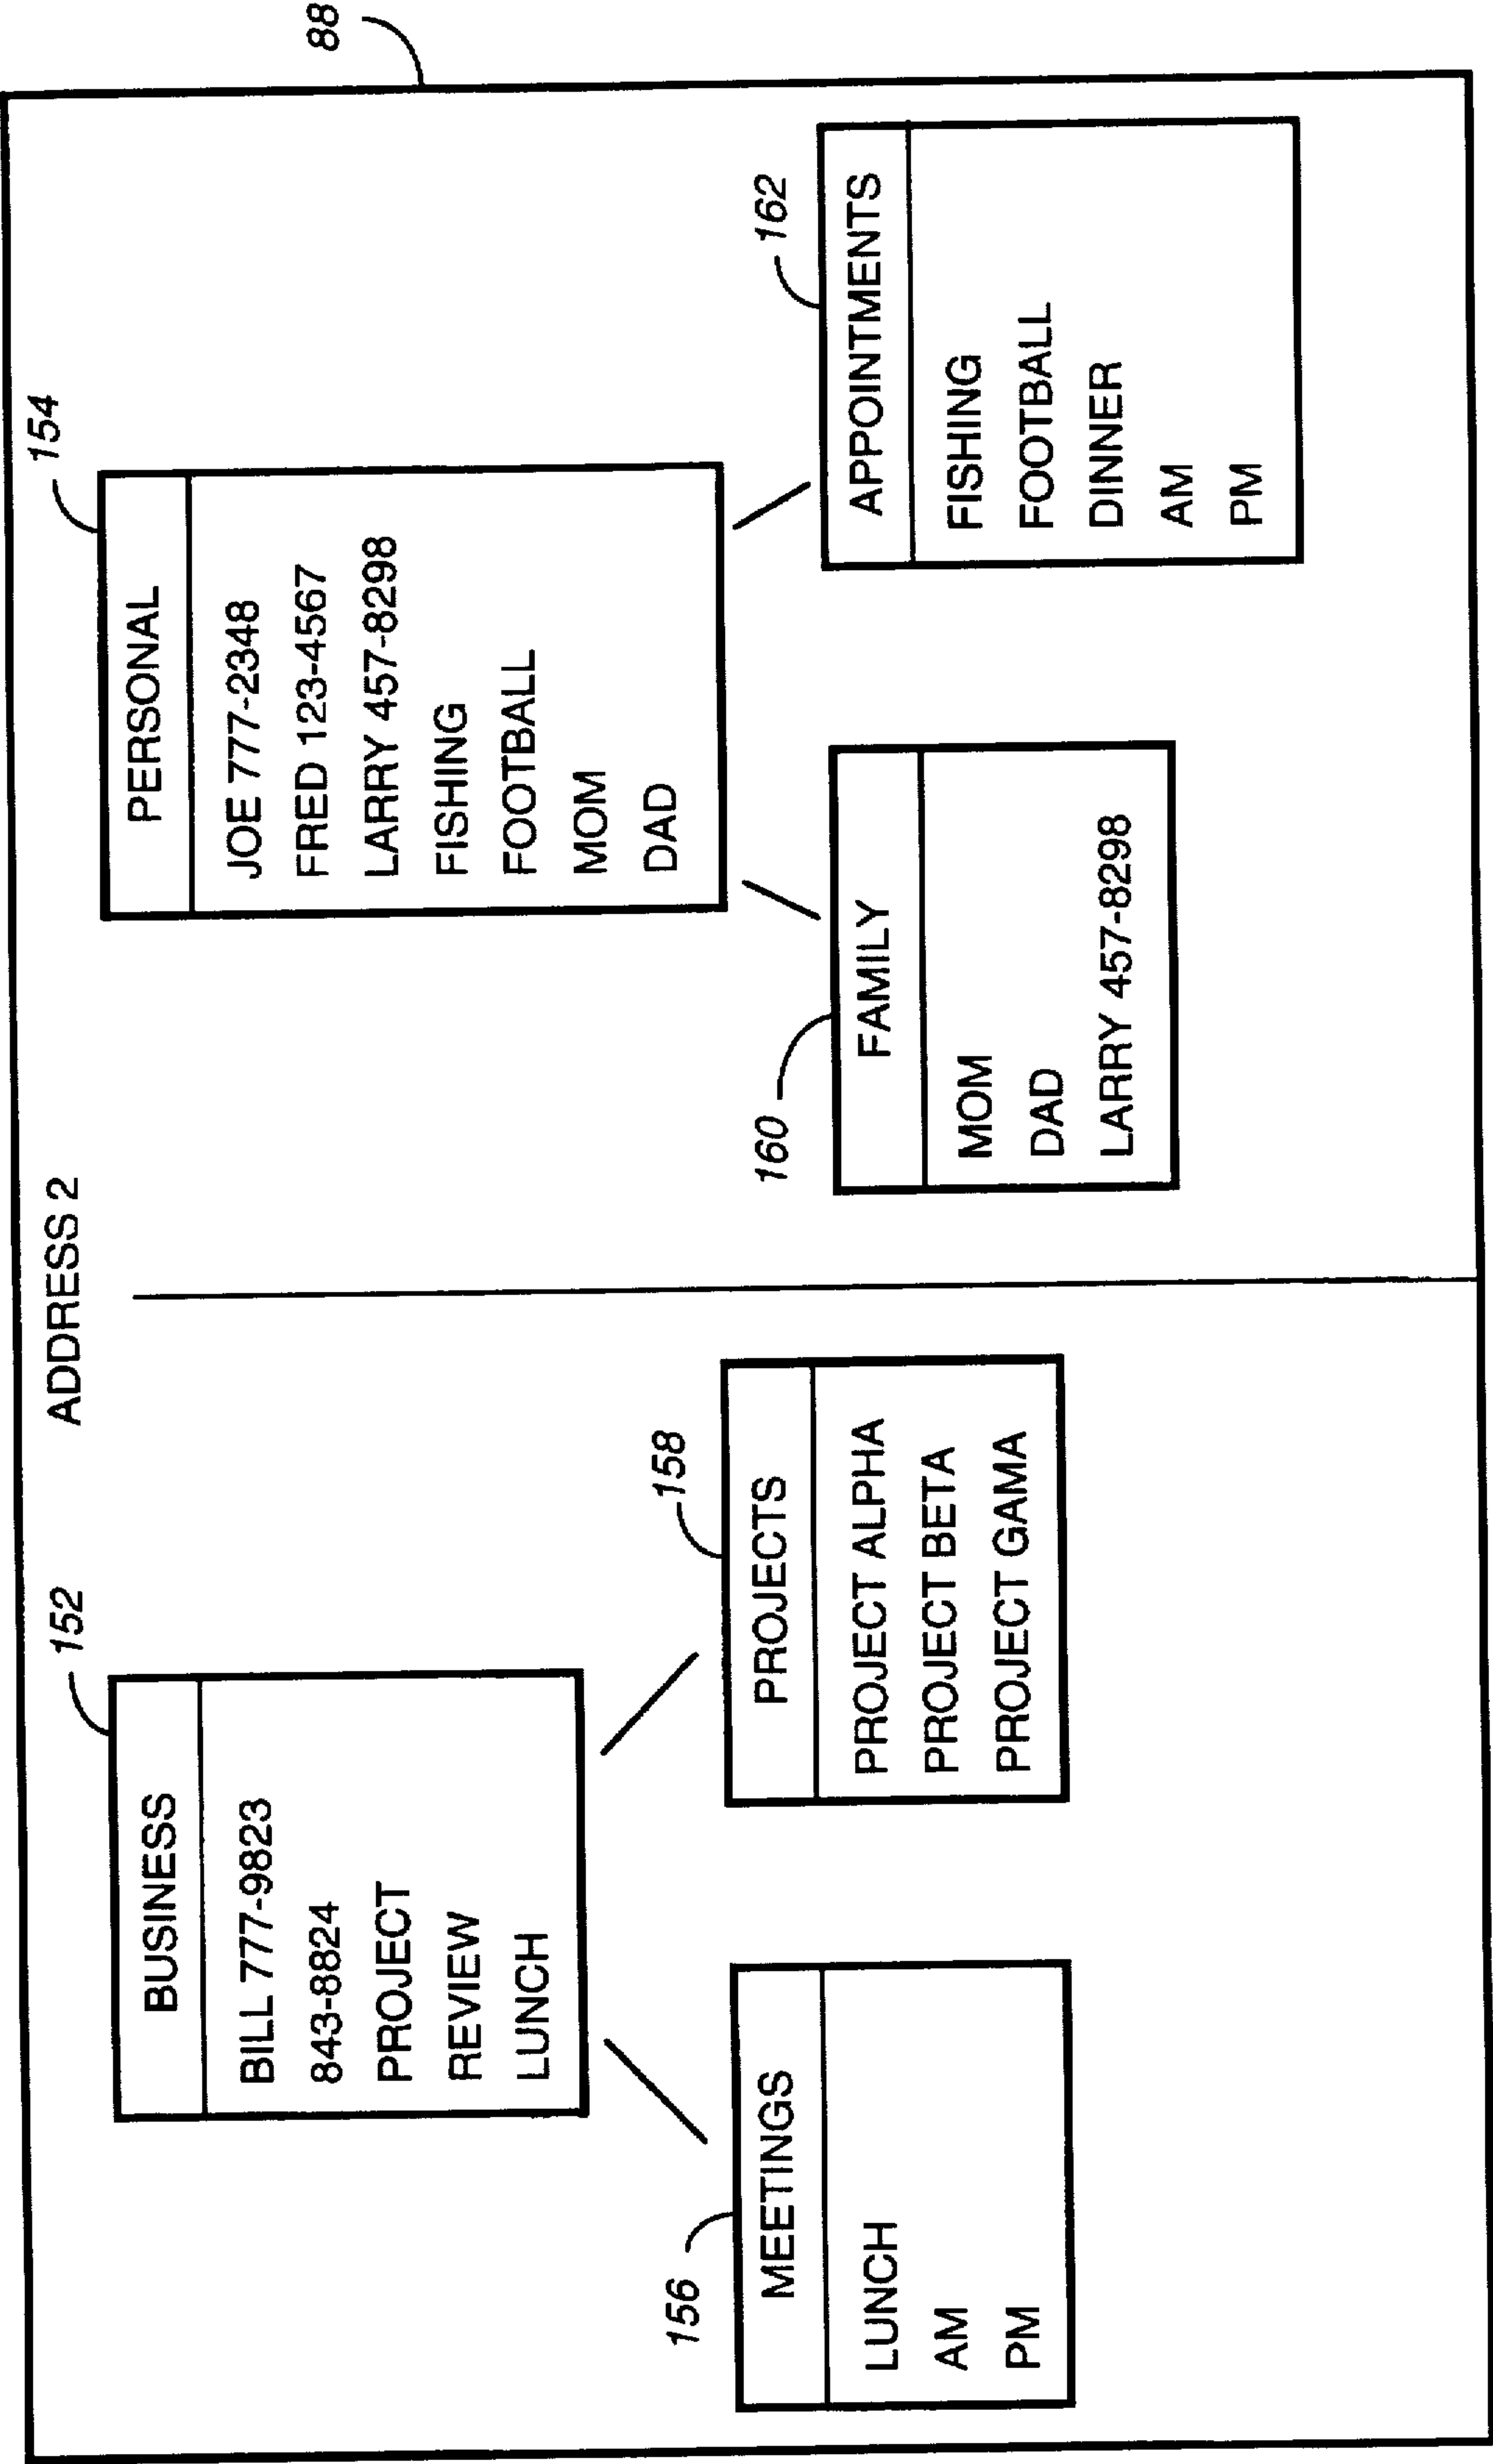 88
ADDRESS 2
152
BUSINESS
BILL 777-9823
843-8824
PROJECT
REVIEW
LUNCH
156
MEETINGS
LUNCH
AM
PM
158
PROJECTS
PROJECT ALPHA
PROJECT BETA
PROJECT GAMA
154
PERSONAL
JOE 777-2348
FRED 123-4567
LARRY 457-8298
FISHING
FOOTBALL
MOM
DAD
160
FAMILY
MOM
DAD
LARRY 457-8298
162
APPOINTMENTS
FISHING
FOOTBALL
DINNER
AM
PM